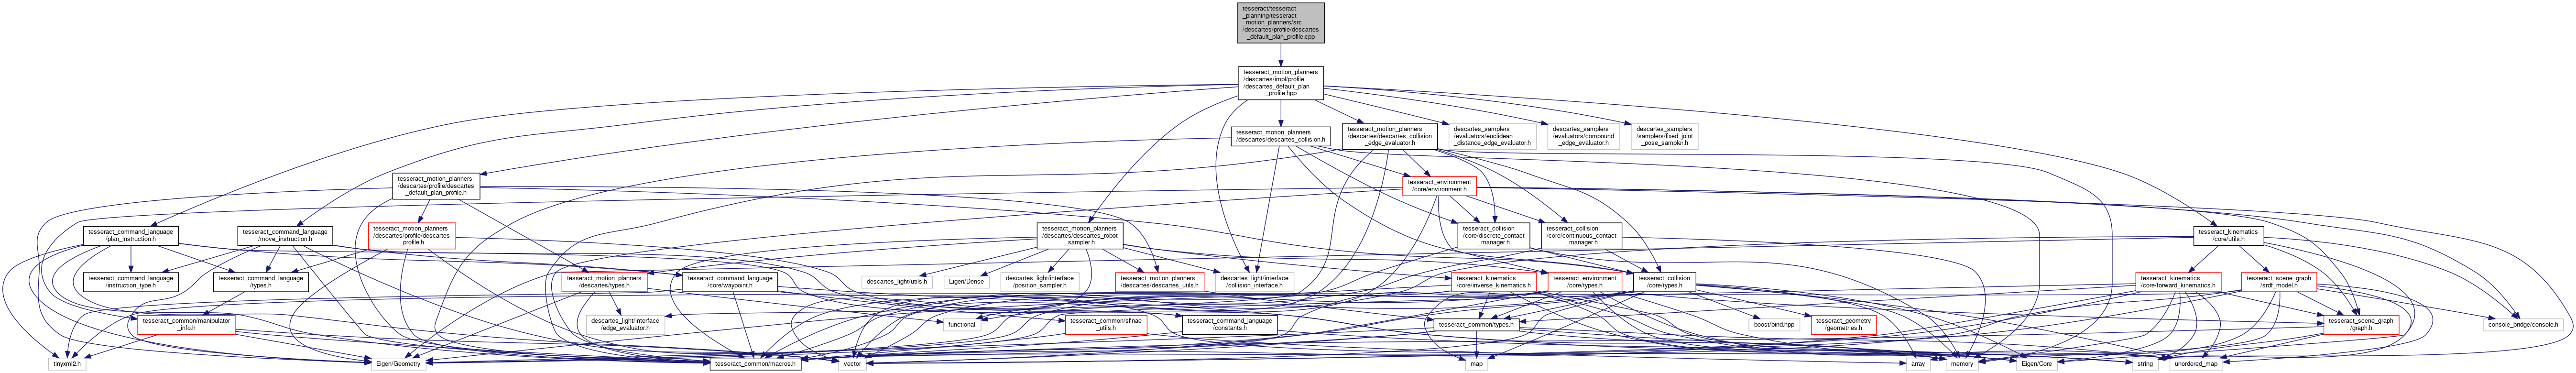 tesseract/tesseract
_planning/tesseract
_motion_planners/src
/descartes/profile/descartes
_default_plan_profile.cpp
tesseract_motion_planners
/descartes/impl/profile
/descartes_default_plan
_profile.hpp
tesseract_motion_planners
/descartes/descartes_collision.h
tesseract_motion_planners
/descartes/descartes_collision
_edge_evaluator.h
descartes_samplers
/evaluators/euclidean
_distance_edge_evaluator.h
descartes_samplers
/evaluators/compound
_edge_evaluator.h
descartes_samplers
/samplers/fixed_joint
_pose_sampler.h
tesseract_motion_planners
/descartes/profile/descartes
_default_plan_profile.h
tesseract_environment
/core/environment.h
tesseract_command_language
/plan_instruction.h
tesseract_command_language
/move_instruction.h
tesseract_motion_planners
/descartes/profile/descartes
_profile.h
tesseract_motion_planners
/descartes/descartes_robot
_sampler.h
tesseract_collision
/core/discrete_contact
_manager.h
tesseract_collision
/core/continuous_contact
_manager.h
tesseract_kinematics
/core/utils.h
tesseract_command_language
/instruction_type.h
tesseract_command_language
/types.h
tesseract_motion_planners
/descartes/types.h
tesseract_command_language
/core/waypoint.h
descartes_light/utils.h
Eigen/Dense
descartes_light/interface
/position_sampler.h
tesseract_motion_planners
/descartes/descartes_utils.h
descartes_light/interface
/collision_interface.h
tesseract_kinematics
/core/inverse_kinematics.h
tesseract_environment
/core/types.h
tesseract_collision
/core/types.h
tesseract_kinematics
/core/forward_kinematics.h
tesseract_scene_graph
/srdf_model.h
tesseract_common/manipulator
_info.h
descartes_light/interface
/edge_evaluator.h
functional
tesseract_common/sfinae
_utils.h
tesseract_command_language
/constants.h
tesseract_common/types.h
boost/bind.hpp
tesseract_geometry
/geometries.h
tesseract_scene_graph
/graph.h
console_bridge/console.h
tinyxml2.h
Eigen/Geometry
tesseract_common/macros.h
vector
map
array
memory
Eigen/Core
string
unordered_map